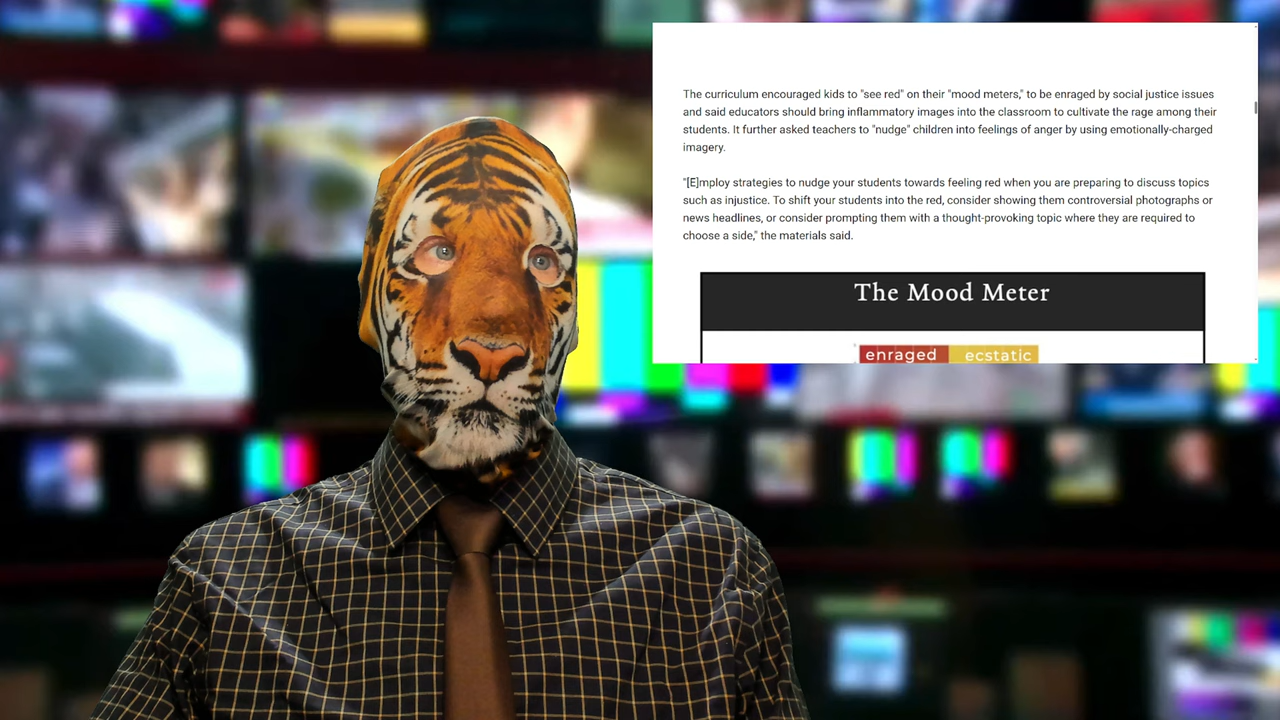 The curriculum encouraged kids to "see red" on their "mood meters," to be enraged by social justice issues
and said educators should bring inflammatory images into the classroom to cultivate the rage among their
students. It further asked teachers to "nudge" children into feelings of anger by using emotionally-charged
imagery.
"[E]mploy strategies to nudge your students towards feeling red when you are preparing to discuss topics
such as injustice. To shift your students into the red, consider showing them controversial photographs or
news headlines, or consider prompting them with a thought-provoking topic where they are required to
choose a side," the materials said.
The Mood Meter
enraged ecstatic